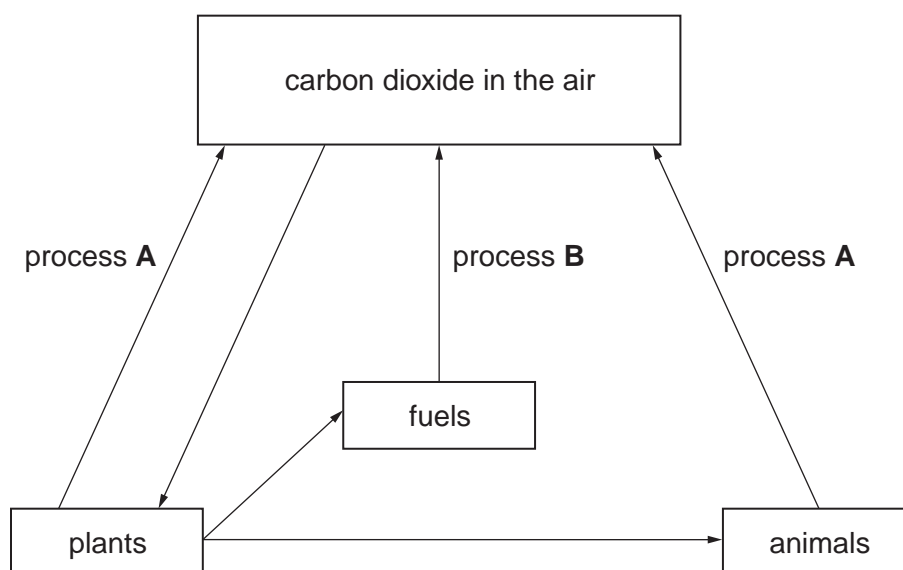 carbon dioxide in the air
process A
process B
process A
fuels
plants
animals